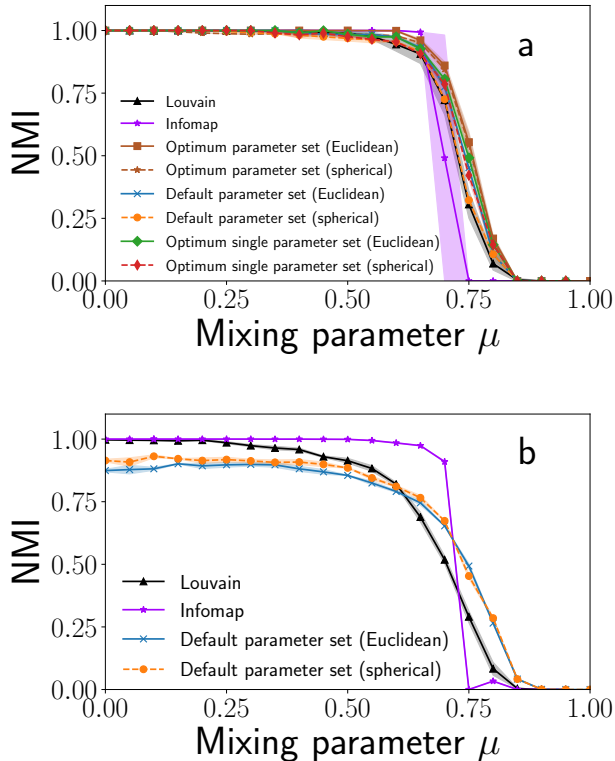 a
NMI
1.00
0.75
0.50
0.25
0.00
Louvain
Infomap
Optimum parameter set (Euclidean)
Optimum parameter set (spherical)
Default parameter set (Euclidean)
Default parameter set (spherical)
Optimum single parameter set (Euclidean)
Optimum single parameter set (spherical)
0.00 0.25 0.50 0.75 1.00
Mixing parameter μ
b
NMI
1.00
0.75
0.50
0.25
0.00
Louvain
Infomap
Default parameter set (Euclidean)
Default parameter set (spherical)
0.00 0.25 0.50 0.75 1.00
Mixing parameter μ